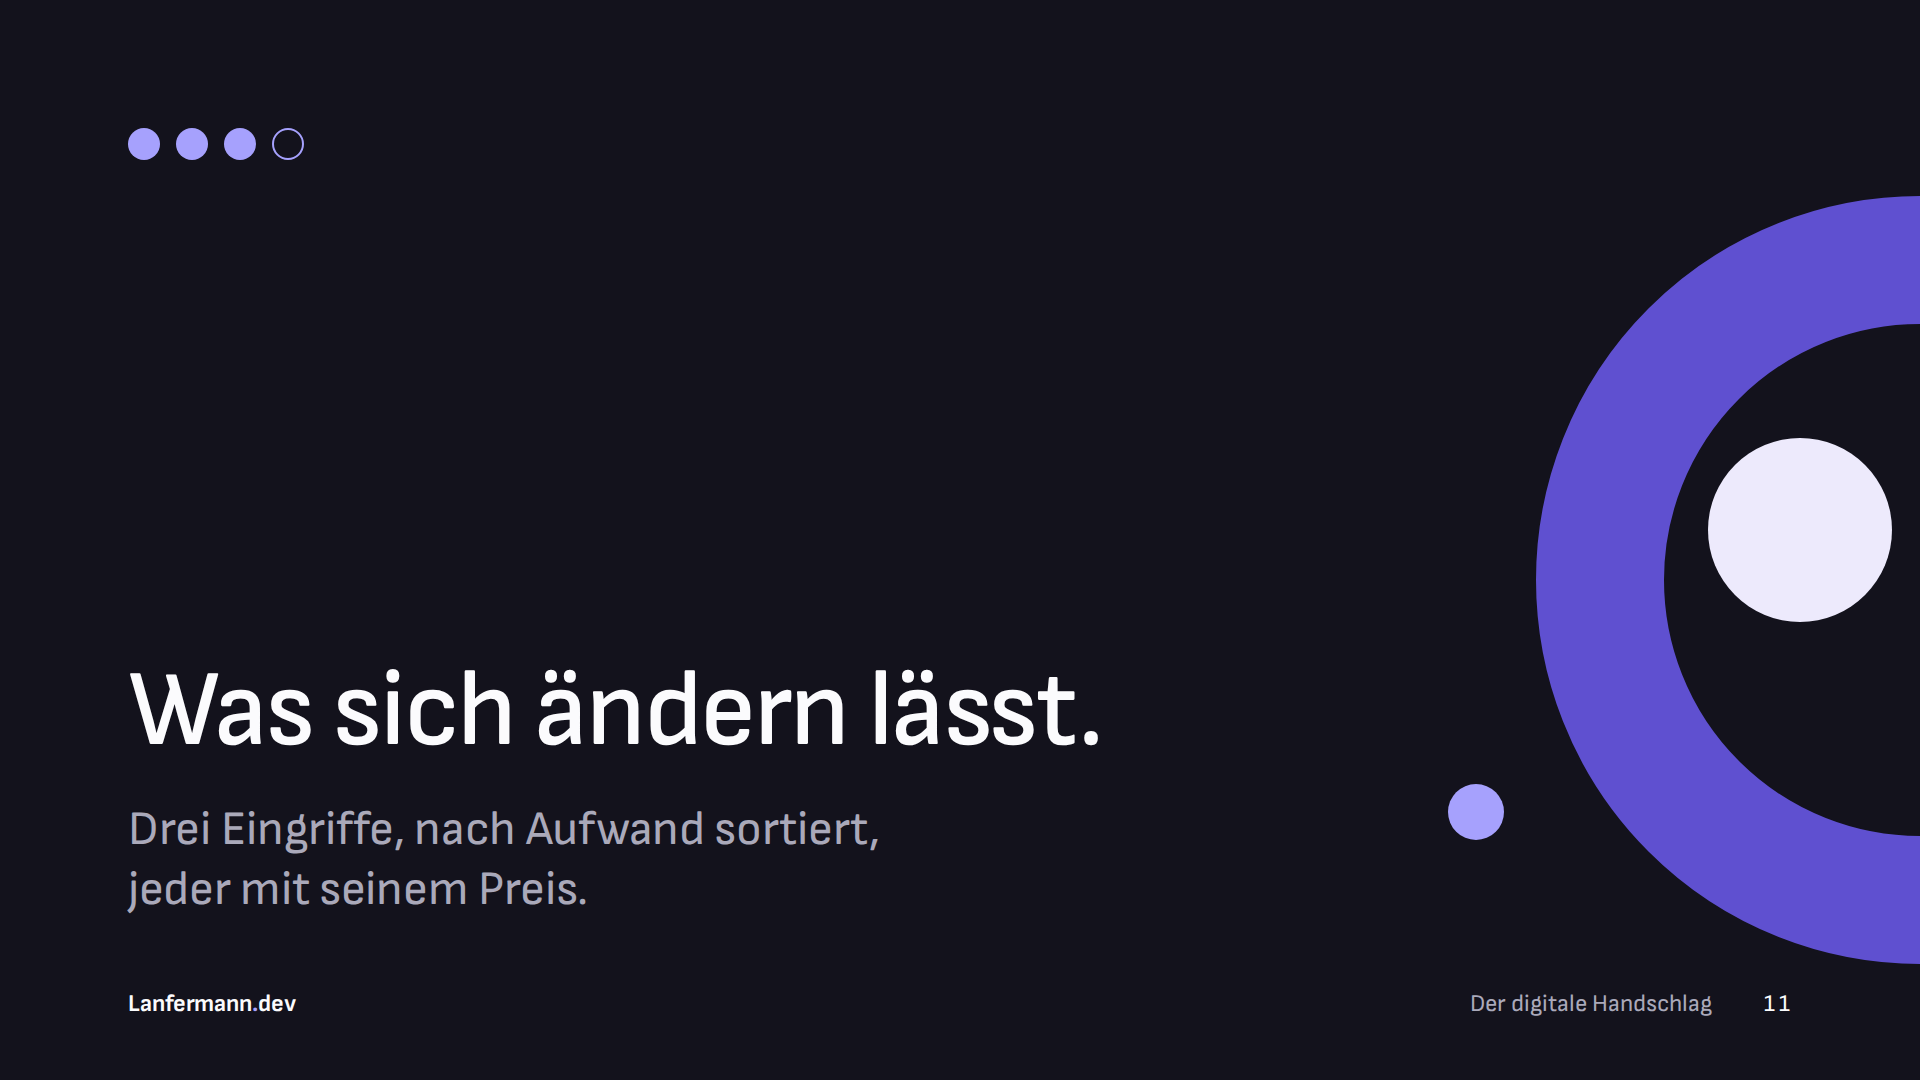 Was sich ändern lässt.
Drei Eingriffe, nach Aufwand sortiert,
jeder mit seinem Preis.
Lanfermann.dev
Der digitale Handschlag 11